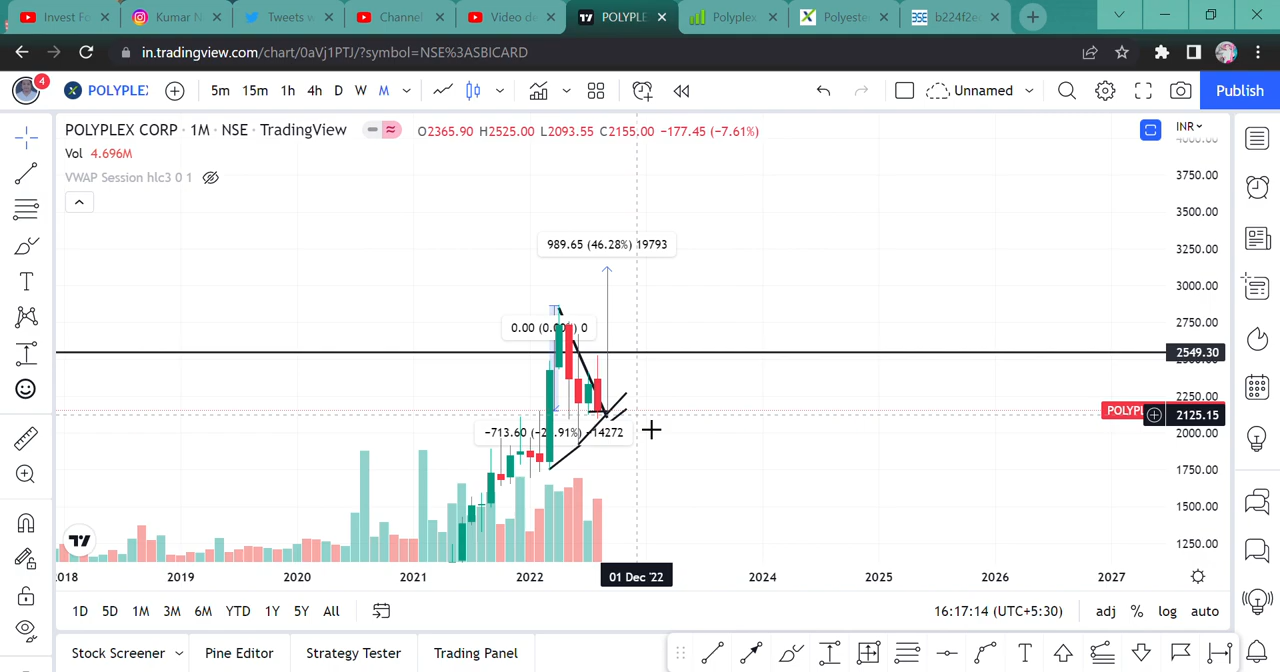 Invest Fo
Kumar N
Tweets w
Channel
Video de
POLYPLE
Polyplex
Polyeste
b224f2e
in.tradingview.com/chart/0aVj1PTJ/?symbol=NSE%3ASBICARD
4
POLYPLE
5m 15m 1h 4h D W M
Unnamed
Publish
POLYPLEX CORP · 1M · NSE · TradingView
O2365.90 H2525.00 L2093.55 C2155.00 −177.45 (−7.61%)
INR
Vol 4.696M
VWAP Session hlc3 0 1
4000.00
3750.00
3500.00
3250.00
3000.00
2750.00
2549.30
2500.00
2250.00
POLYPL
2125.15
2000.00
1750.00
1500.00
1250.00
989.65 (46.28%) 19793
0.00 (0.00%) 0
14272
2018 2019 2020 2021 2022 01 Dec '22 2024 2025 2026 2027
1D 5D 1M 3M 6M YTD 1Y 5Y All
16:17:14 (UTC+5:30) adj % log auto
Stock Screener Pine Editor Strategy Tester Trading Panel